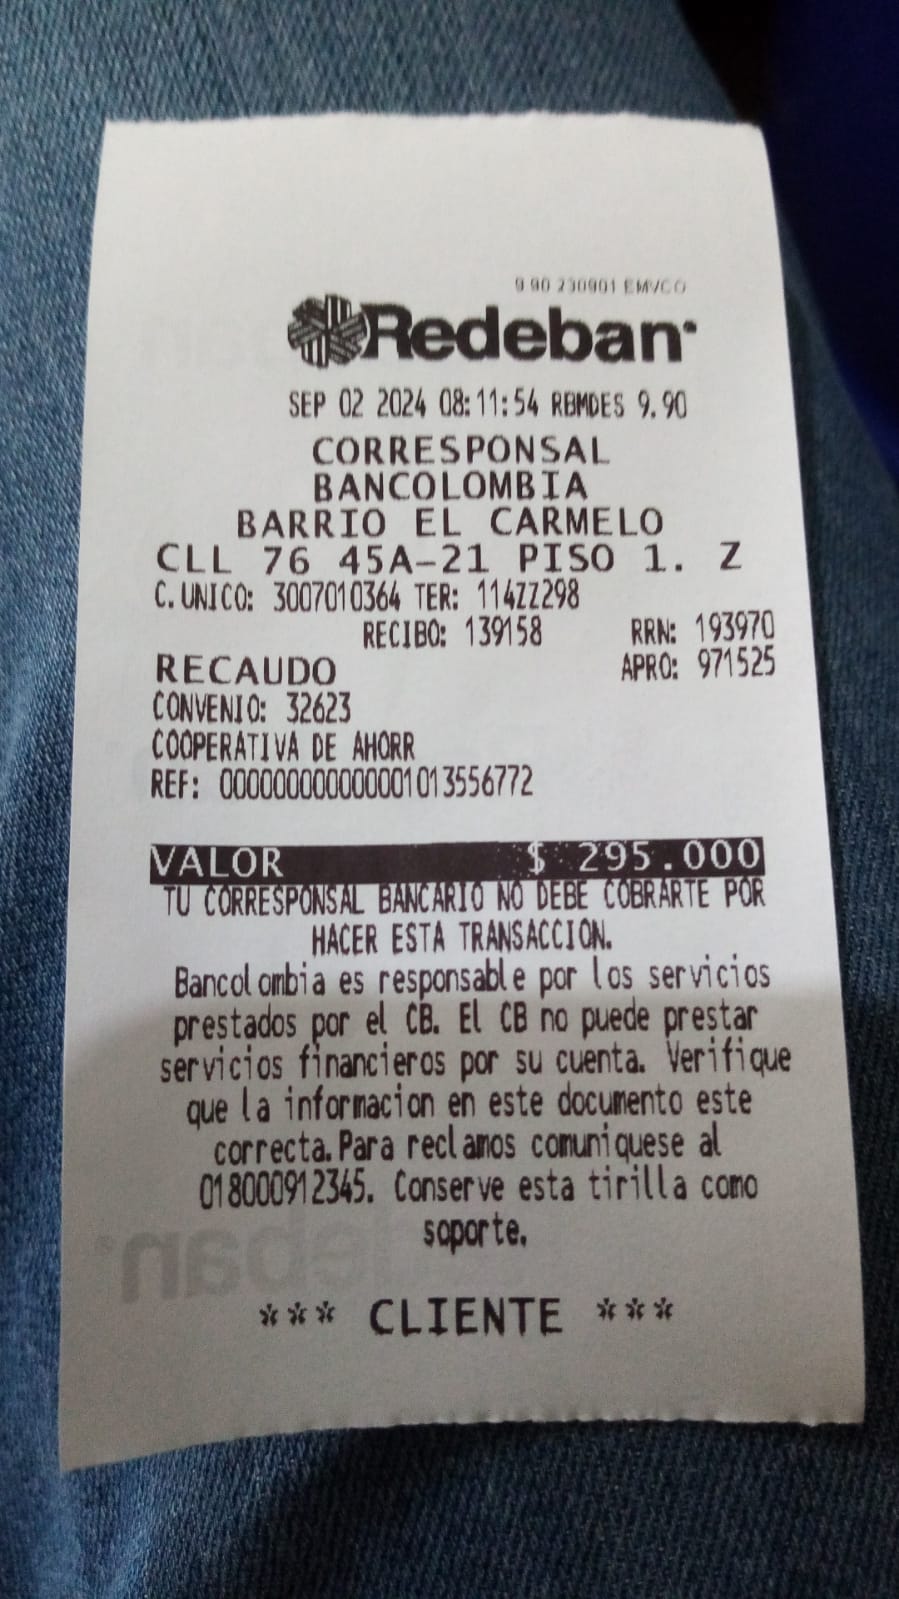 9.90 230901 EMVCO
Redeban
SEP 02 2024 08:11:54 RBMDES 9.90
CORRESPONSAL
BANCOLOMBIA
BARRIO EL CARMELO
CLL 76 45A-21 PISO 1. Z
C.UNICO: 3007010364 TER: 114ZZ298
RECIBO: 139158 RRN: 193970
RECAUDO APRO: 971525
CONVENIO: 32623
COOPERATIVA DE AHORR
REF: 00000000000001013556772
VALOR $ 295.000
TU CORRESPONSAL BANCARIO NO DEBE COBRARTE POR
HACER ESTA TRANSACCION.
Bancolombia es responsable por los servicios
prestados por el CB. El CB no puede prestar
servicios financieros por su cuenta. Verifique
que la informacion en este documento este
correcta.Para reclamos comuniquese al
018000912345. Conserve esta tirilla como
soporte.
*** CLIENTE ***